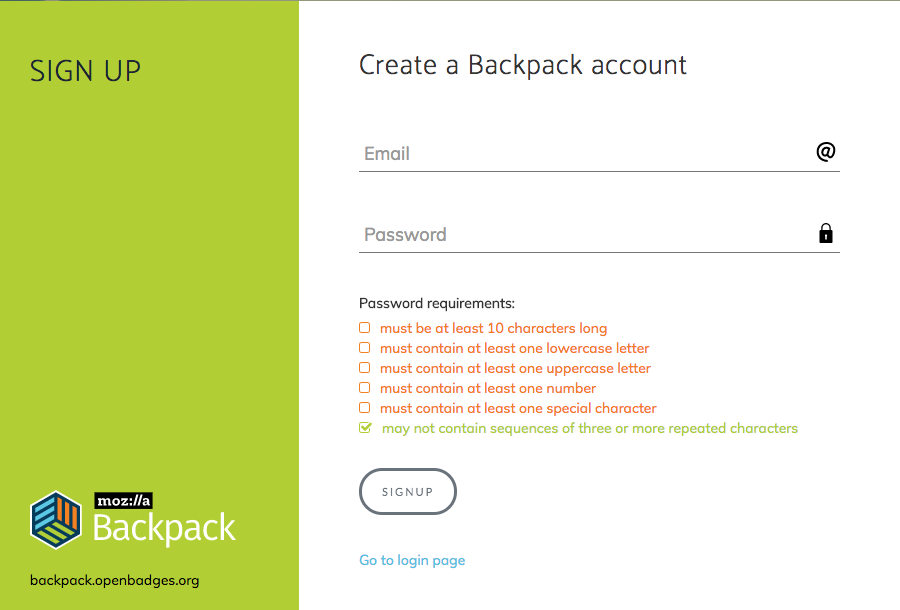 SIGN UP
moz://a
Backpack
backpack.openbadges.org
Create a Backpack account
Email @
Password
Password requirements:
must be at least 10 characters long
must contain at least one lowercase letter
must contain at least one uppercase letter
must contain at least one number
must contain at least one special character
may not contain sequences of three or more repeated characters
SIGNUP
Go to login page